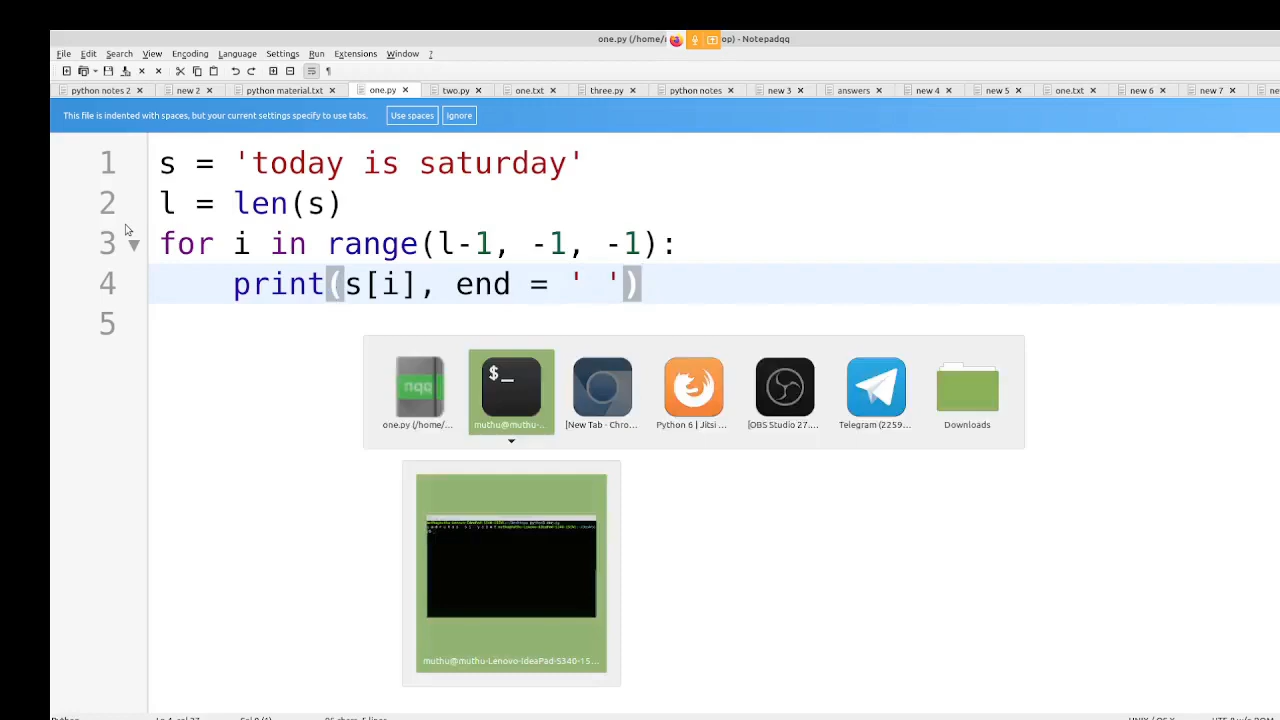 one.py (/home/ op) - Notepadqq
File Edit Search View Encoding Language Settings Run Extensions Window ?
python notes 2 new 2 python material.txt one.py two.py one.txt three.py python notes new 3 answers new 4 new 5 one.txt new 6 new 7
This file is indented with spaces, but your current settings specify to use tabs. Use spaces Ignore
1 s = 'today is saturday'
2 l = len(s)
3 for i in range(l-1, -1, -1):
4 print(s[i], end = ' ')
5
nqq $_
one.py (/home/... muthu@muthu-... [New Tab - Chro... Python 6 | Jitsi ... [OBS Studio 27.... Telegram (2259... Downloads
muthu@muthu-Lenovo-IdeaPad-S340-15...